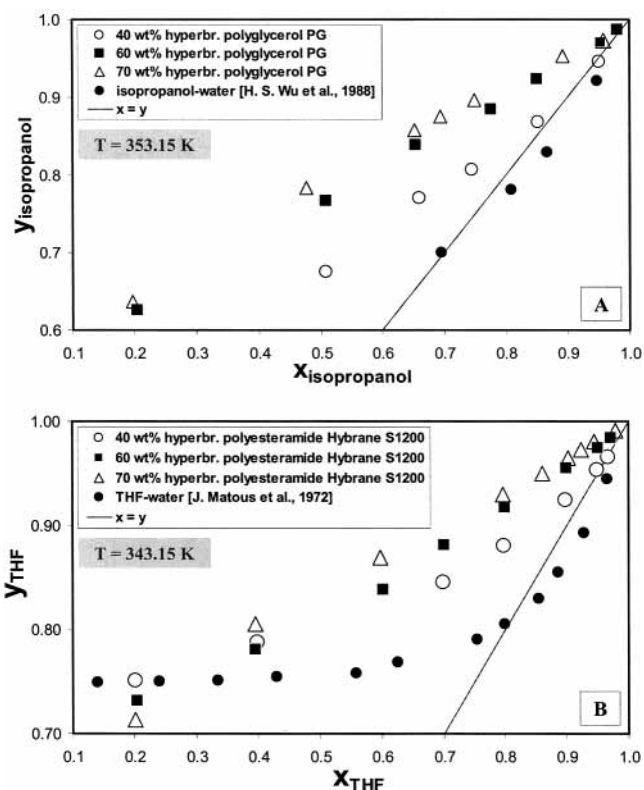 1.0
0.9
0.8
0.7
0.6
yisopropanol
○ 40 wt% hyperbr. polyglycerol PG
■ 60 wt% hyperbr. polyglycerol PG
△ 70 wt% hyperbr. polyglycerol PG
● isopropanol-water [H. S. Wu et al., 1988]
— x = y
T = 353.15 K
A
0.1 0.2 0.3 0.4 0.5 0.6 0.7 0.8 0.9 1.0
xisopropanol
1.00
0.90
0.80
0.70
yTHF
○ 40 wt% hyperbr. polyesteramide Hybrane S1200
■ 60 wt% hyperbr. polyesteramide Hybrane S1200
△ 70 wt% hyperbr. polyesteramide Hybrane S1200
● THF-water [J. Matous et al., 1972]
— x = y
T = 343.15 K
B
0.1 0.2 0.3 0.4 0.5 0.6 0.7 0.8 0.9 1.0
xTHF